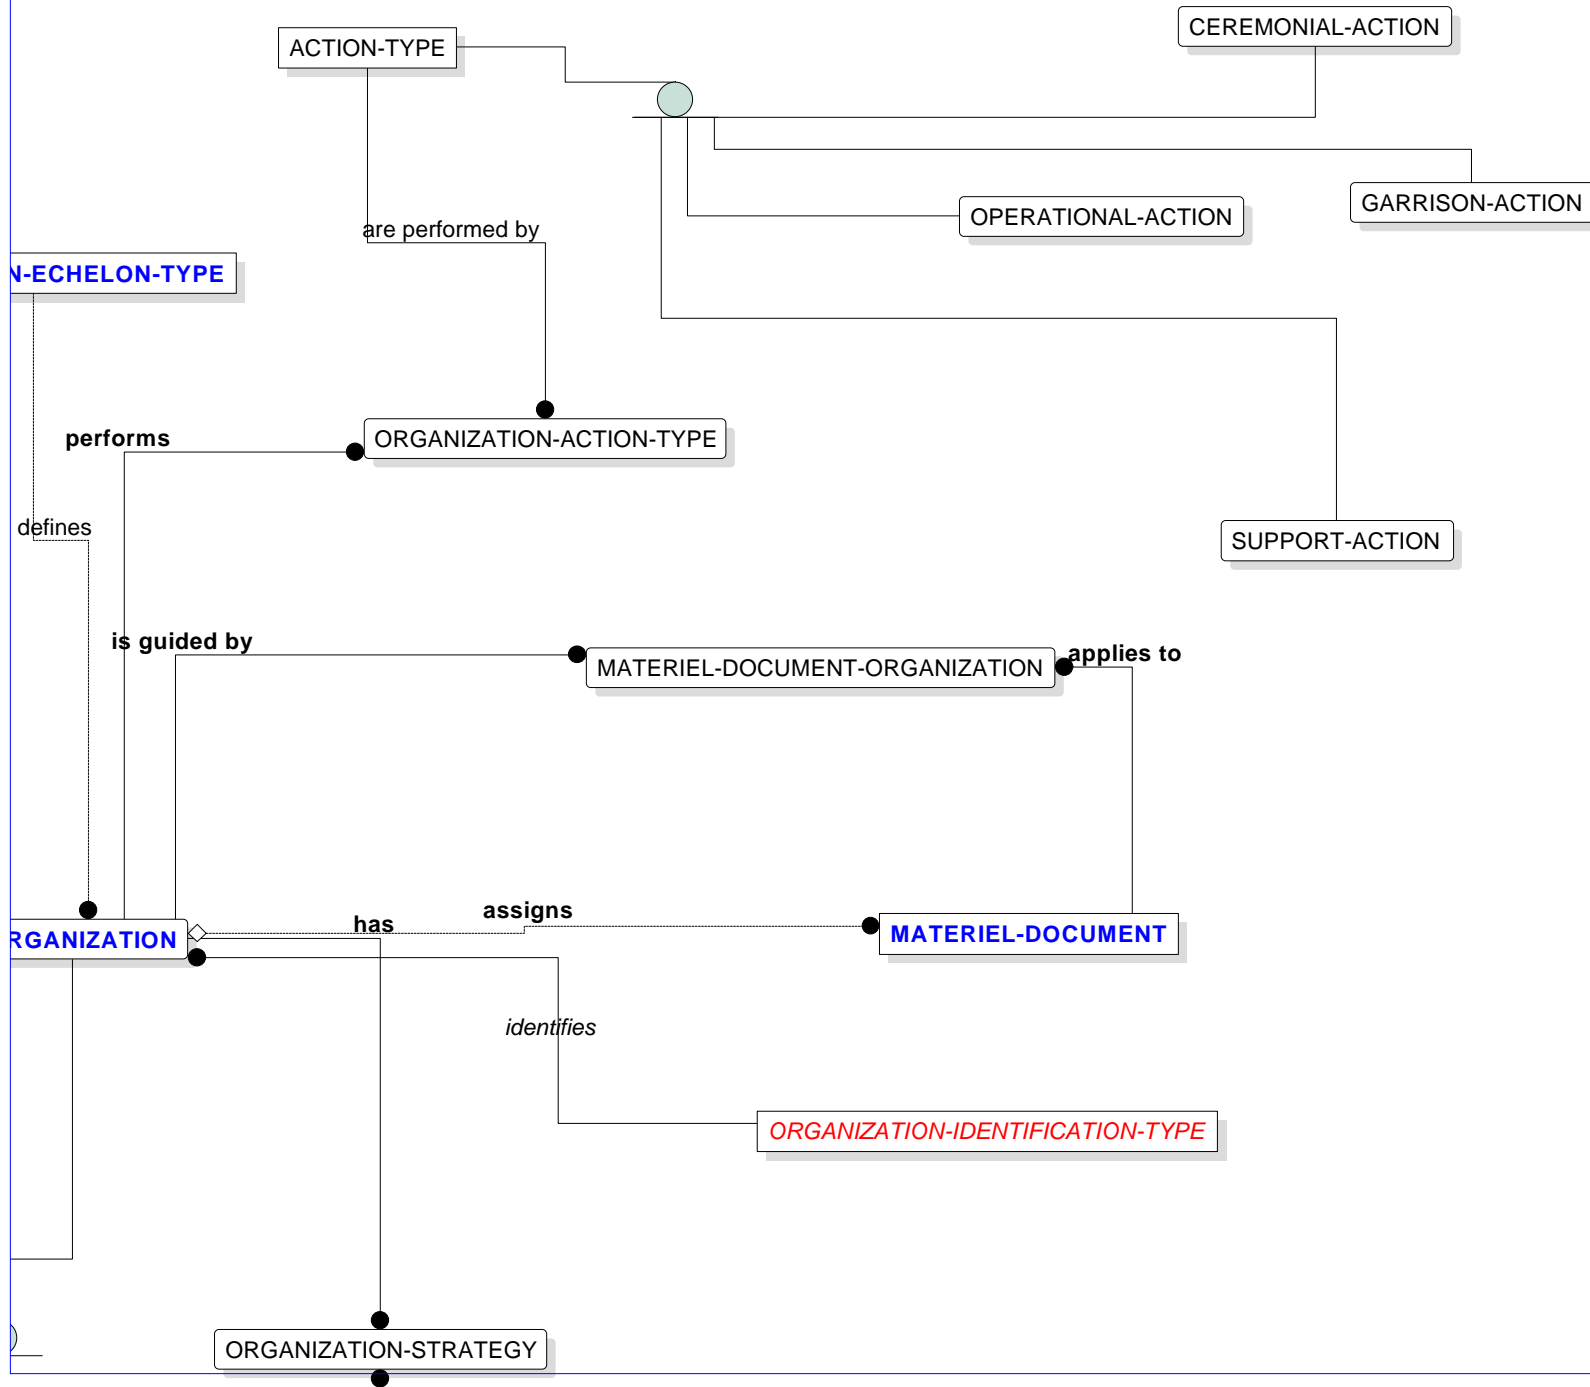 CEREMONIAL-ACTION
ACTION-TYPE
GARRISON-ACTION
OPERATIONAL-ACTION
are performed by
N-ECHELON-TYPE
performs
ORGANIZATION-ACTION-TYPE
defines
SUPPORT-ACTION
is guided by
MATERIEL-DOCUMENT-ORGANIZATION
applies to
assigns
has
RGANIZATION
MATERIEL-DOCUMENT
identifies
ORGANIZATION-IDENTIFICATION-TYPE
ORGANIZATION-STRATEGY